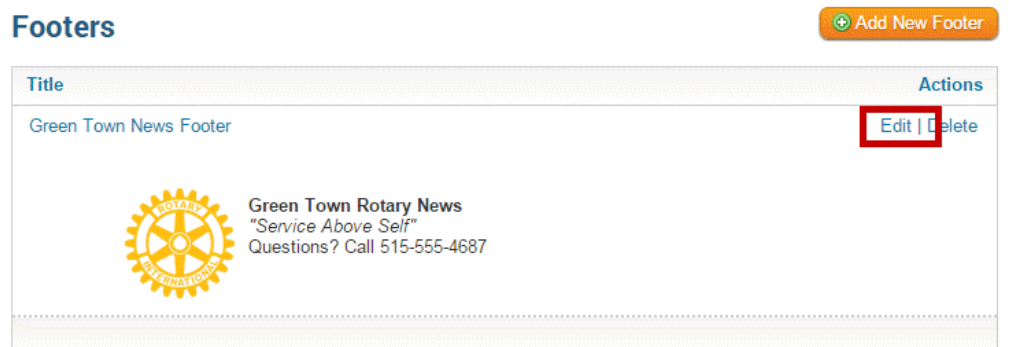 Footers
Add New Footer
Title Actions
Green Town News Footer Edit | Delete
ROTARY
INTERNATIONAL
Green Town Rotary News
"Service Above Self"
Questions? Call 515-555-4687